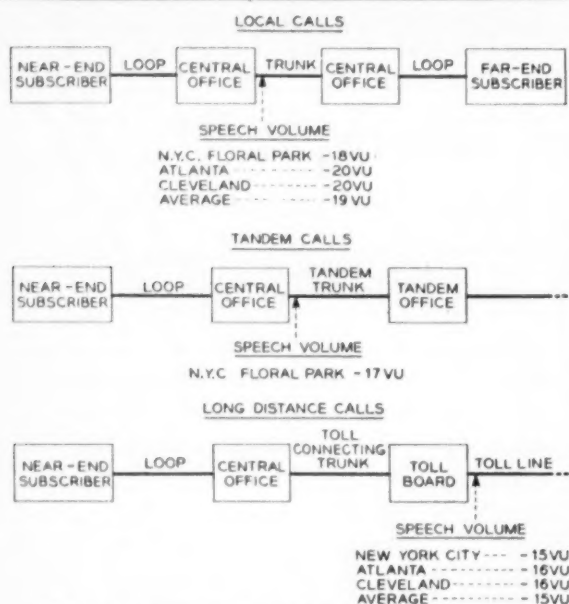 LOCAL CALLS
NEAR-END SUBSCRIBER LOOP CENTRAL OFFICE TRUNK CENTRAL OFFICE LOOP FAR-END SUBSCRIBER
SPEECH VOLUME
N.Y.C. FLORAL PARK -18VU
ATLANTA -20VU
CLEVELAND -20VU
AVERAGE -19 VU
TANDEM CALLS
NEAR-END SUBSCRIBER LOOP CENTRAL OFFICE TANDEM TRUNK TANDEM OFFICE
SPEECH VOLUME
N.Y.C FLORAL PARK -17VU
LONG DISTANCE CALLS
NEAR-END SUBSCRIBER LOOP CENTRAL OFFICE TOLL CONNECTING TRUNK TOLL BOARD TOLL LINE
SPEECH VOLUME
NEW YORK CITY --- -15VU
ATLANTA -16VU
CLEVELAND -16VU
AVERAGE -15VU